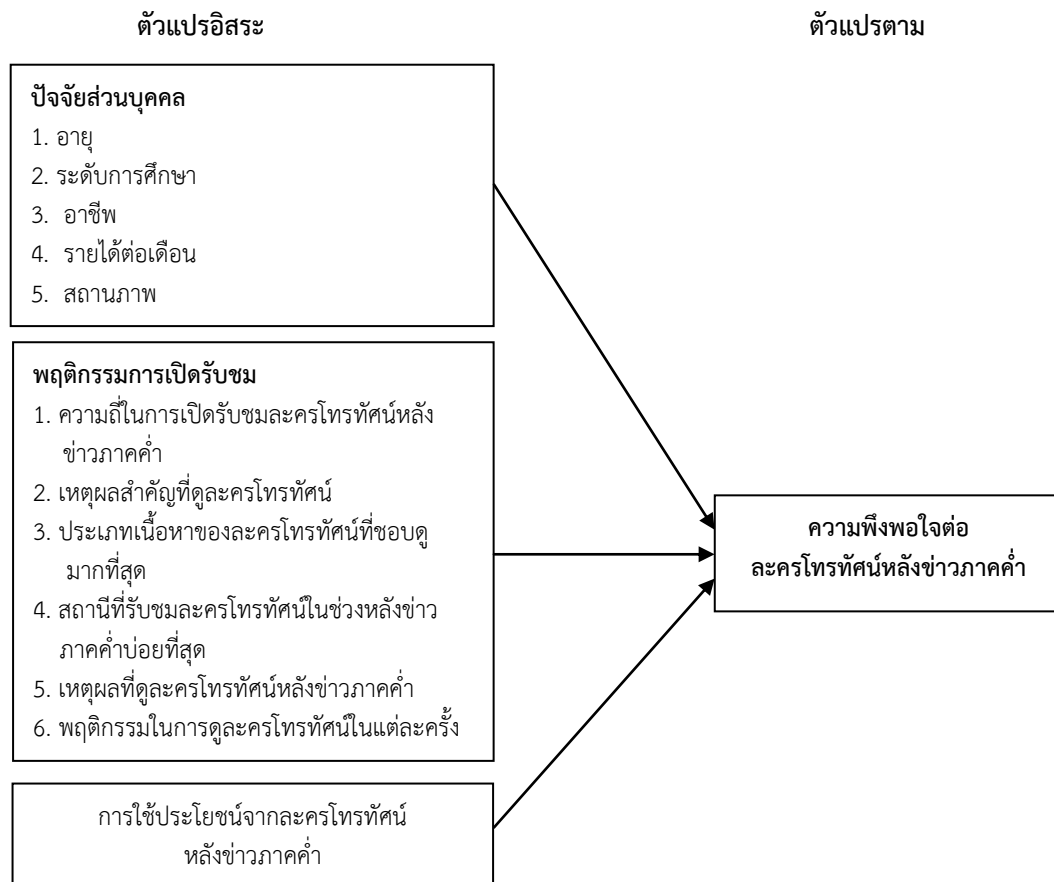 ตัวแปรอิสระ
ตัวแปรตาม
ปัจจัยส่วนบุคคล
1. อายุ
2. ระดับการศึกษา
3. อาชีพ
4. รายได้ต่อเดือน
5. สถานภาพ
พฤติกรรมการเปิดรับชม
1. ความถี่ในการเปิดรับชมละครโทรทัศน์หลัง
ข่าวภาคค่ำ
2. เหตุผลสำคัญที่ดูละครโทรทัศน์
3. ประเภทเนื้อหาของละครโทรทัศน์ที่ชอบดู
มากที่สุด
4. สถานีที่รับชมละครโทรทัศน์ในช่วงหลังข่าว
ภาคค่ำบ่อยที่สุด
5. เหตุผลที่ดูละครโทรทัศน์หลังข่าวภาคค่ำ
6. พฤติกรรมในการดูละครโทรทัศน์ในแต่ละครั้ง
การใช้ประโยชน์จากละครโทรทัศน์
หลังข่าวภาคค่ำ
ความพึงพอใจต่อ
ละครโทรทัศน์หลังข่าวภาคค่ำ